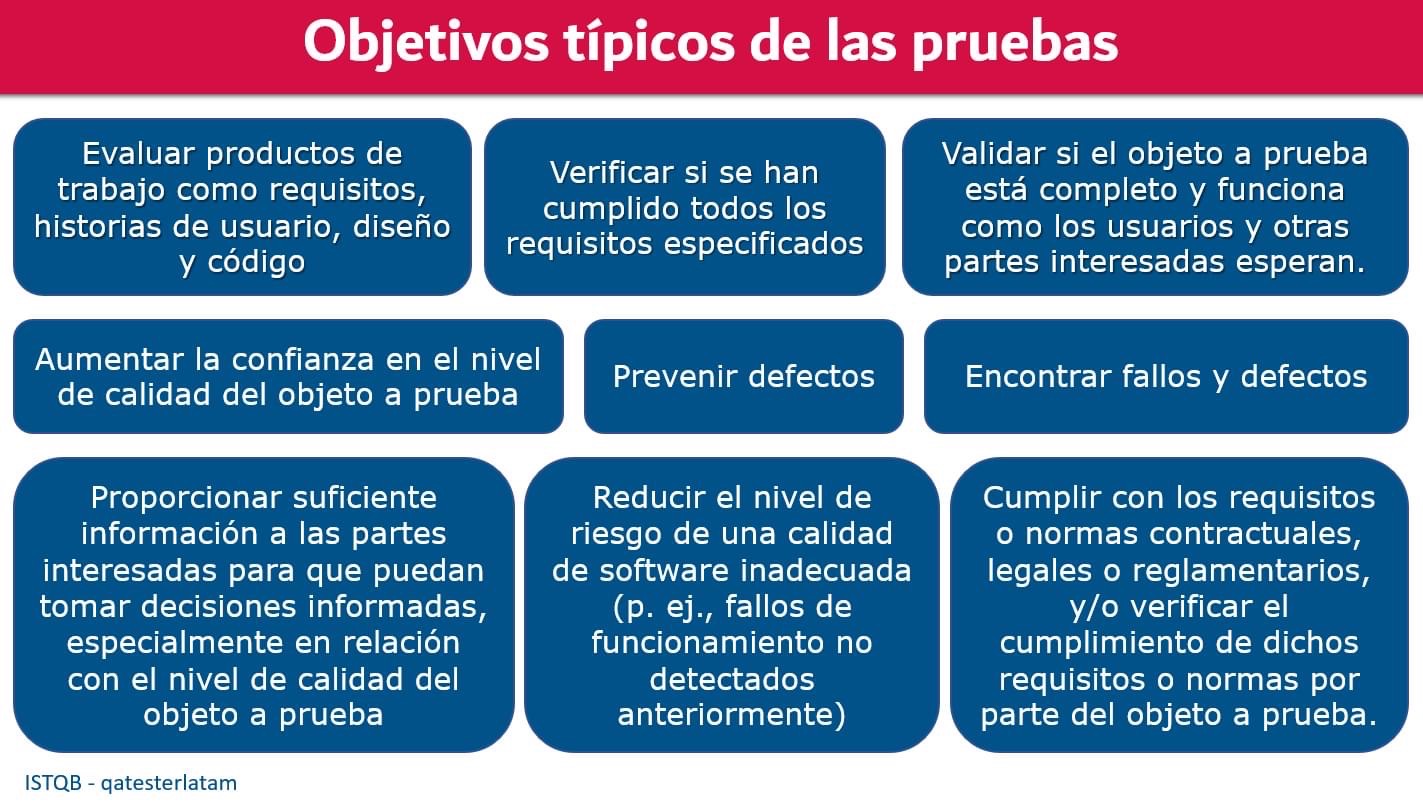 Objetivos típicos de las pruebas
Evaluar productos de
trabajo como requisitos,
historias de usuario, diseño
y código
Verificar si se han
cumplido todos los
requisitos especificados
Validar si el objeto a prueba
está completo y funciona
como los usuarios y otras
partes interesadas esperan.
Aumentar la confianza en el nivel
de calidad del objeto a prueba
Prevenir defectos
Encontrar fallos y defectos
Proporcionar suficiente
información a las partes
interesadas para que puedan
tomar decisiones informadas,
especialmente en relación
con el nivel de calidad del
objeto a prueba
Reducir el nivel de
riesgo de una calidad
de software inadecuada
(p. ej., fallos de
funcionamiento no
detectados
anteriormente)
Cumplir con los requisitos
o normas contractuales,
legales o reglamentarios,
y/o verificar el
cumplimiento de dichos
requisitos o normas por
parte del objeto a prueba.
ISTQB - qatesterlatam